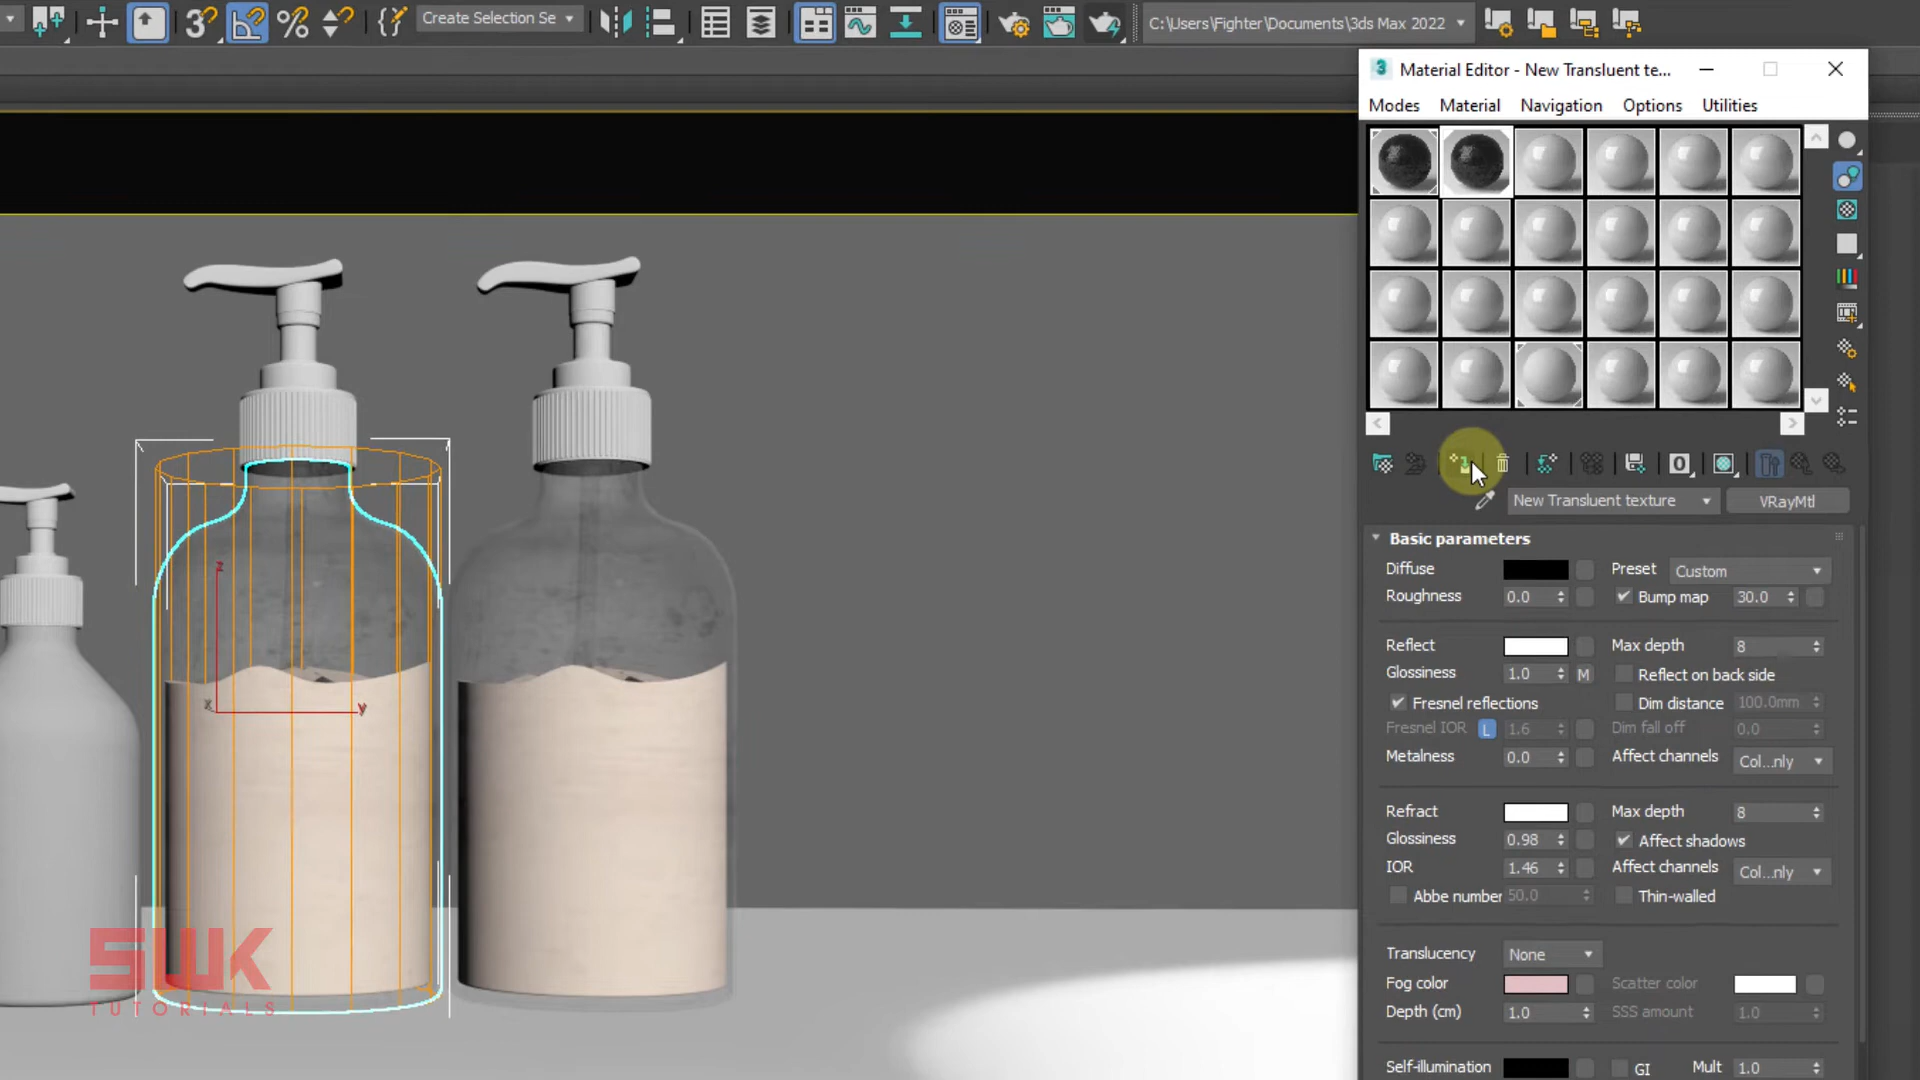 Create Selection Se
C:\Users\Fighter\Documents\3ds Max 2022
3 Material Editor - New Transluent te...
Modes Material Navigation Options Utilities
New Transluent texture VRayMtl
Basic parameters
Diffuse Preset Custom
Roughness 0.0 Bump map 30.0
Reflect Max depth 8
Glossiness 1.0 M Reflect on back side
Fresnel reflections Dim distance 100.0mm
Fresnel IOR L 1.6 Dim fall off 0.0
Metalness 0.0 Affect channels Col...nly
Refract Max depth 8
Glossiness 0.98 Affect shadows
IOR 1.46 Affect channels Col...nly
Abbe number 50.0 Thin-walled
Translucency None
Fog color Scatter color
Depth (cm) 1.0 SSS amount 1.0
Self-illumination GI Mult 1.0
z
x y
SWK
TUTORIALS